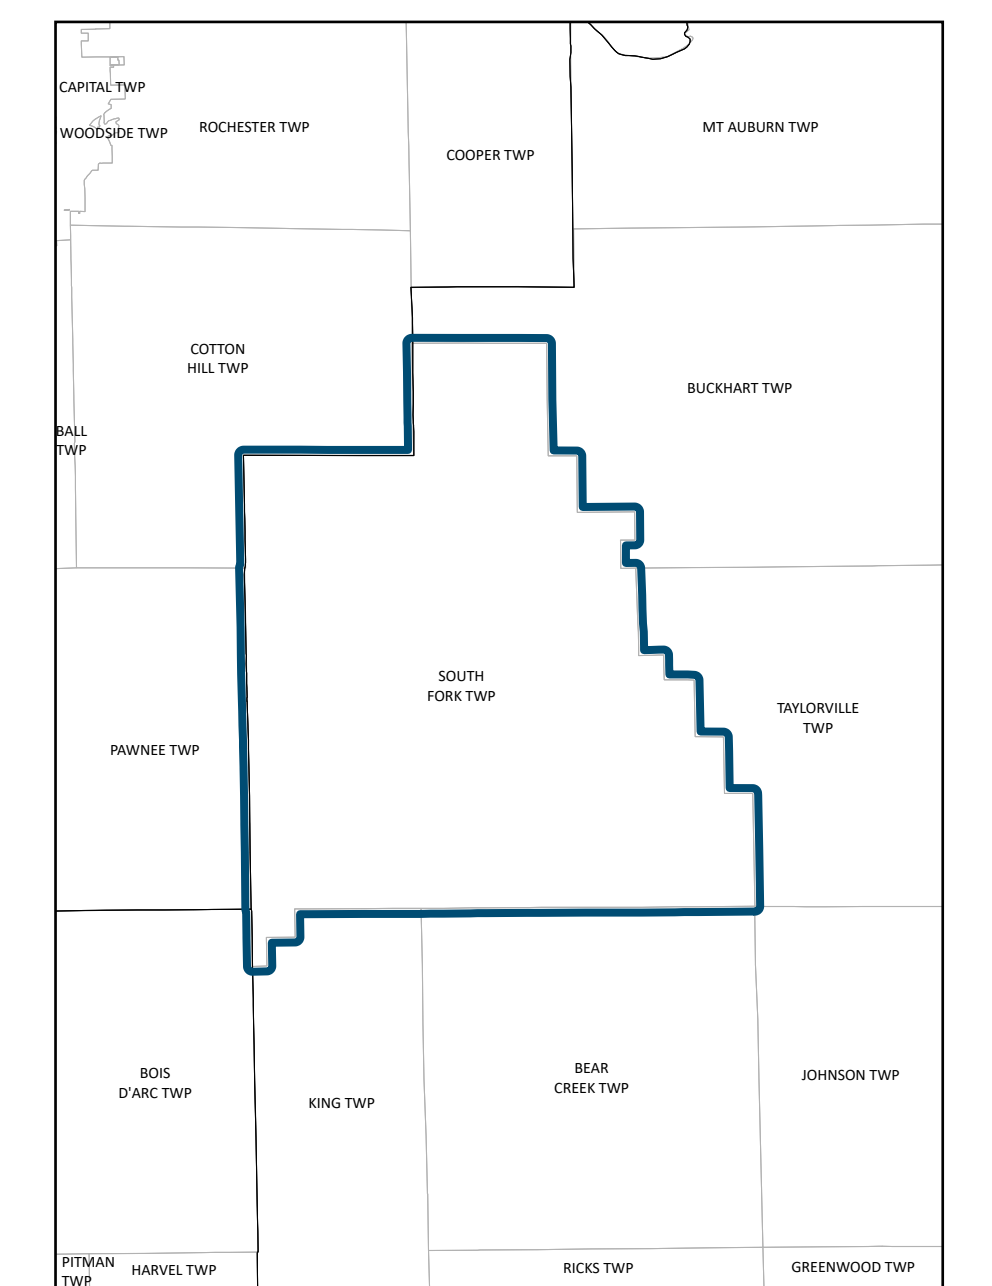 CAPITAL TWP
WOODSIDE TWP
ROCHESTER TWP
COOPER TWP
MT AUBURN TWP
COTTON
HILL TWP
BUCKHART TWP
BALL
TWP
SOUTH
FORK TWP
TAYLORVILLE
TWP
PAWNEE TWP
BOIS
D'ARC TWP
KING TWP
BEAR
CREEK TWP
JOHNSON TWP
PITMAN
TWP
HARVEL TWP
RICKS TWP
GREENWOOD TWP